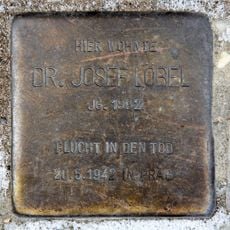 HIER WOHNTE
DR. JOSEF LÖBEL
JG. 1882
FLUCHT IN DEN TOD
20.5.1942 IN PRAG